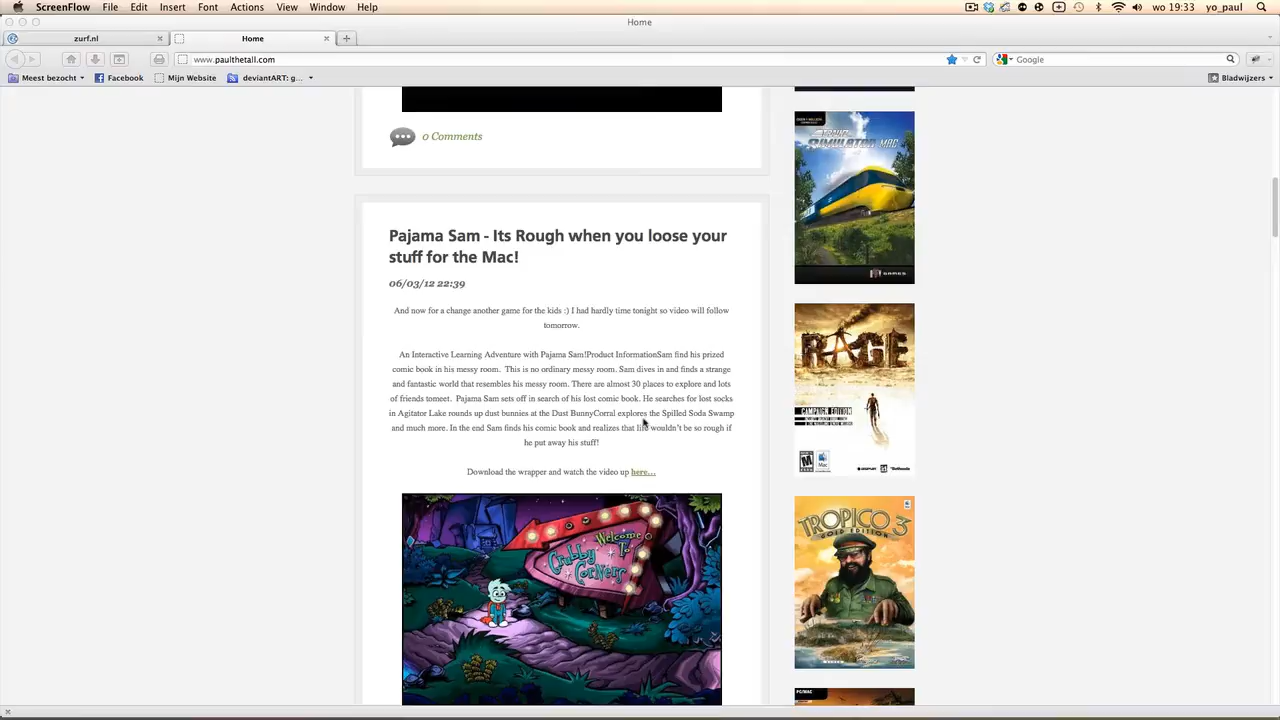 ScreenFlow File Edit Insert Font Actions View Window Help wo 19:33 yo_paul
Home
zurf.nl
Home
www.paulthetall.com
Google
Meest bezocht
Facebook
Mijn Website
deviantART: g...
Bladwijzers
0 Comments
Pajama Sam - Its Rough when you loose your
stuff for the Mac!
06/03/12 22:39
And now for a change another game for the kids :) I had hardly time tonight so video will follow
tomorrow.
An Interactive Learning Adventure with Pajama Sam!Product InformationSam find his prized
comic book in his messy room. This is no ordinary messy room. Sam dives in and finds a strange
and fantastic world that resembles his messy room. There are almost 30 places to explore and lots
of friends tomeet. Pajama Sam sets off in search of his lost comic book. He searches for lost socks
in Agitator Lake rounds up dust bunnies at the Dust BunnyCorral explores the Spilled Soda Swamp
and much more. In the end Sam finds his comic book and realizes that life wouldn't be so rough if
he put away his stuff!
Download the wrapper and watch the video up here...
Welcome
To
Crubby
Corners
SIMULATOR MAC
RAGE
CAMPAIGN EDITION
M
Mac
Bethesda
TROPICO 3
GOLD EDITION
PC/MAC